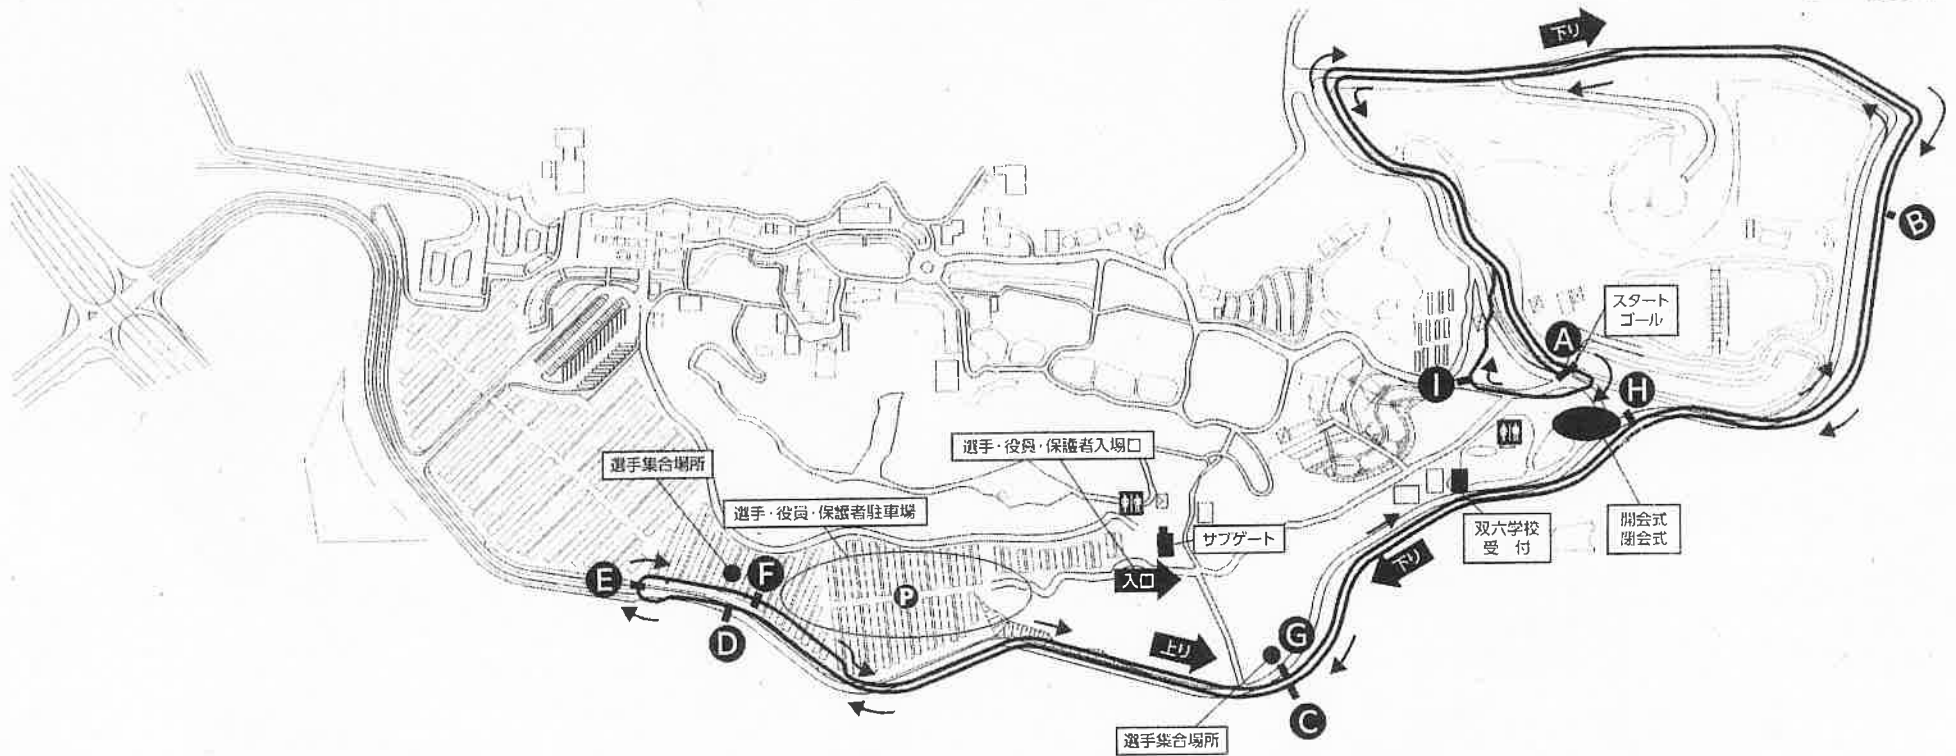 下り
B
スタート
ゴール
A
I
H
選手・役員・保護者入場口
選手集合場所
選手・役員・保護者駐車場
サブゲート
双六学校
受 付
開会式
閉会式
下り
E
F
P
入口
D
上り
G
C
選手集合場所